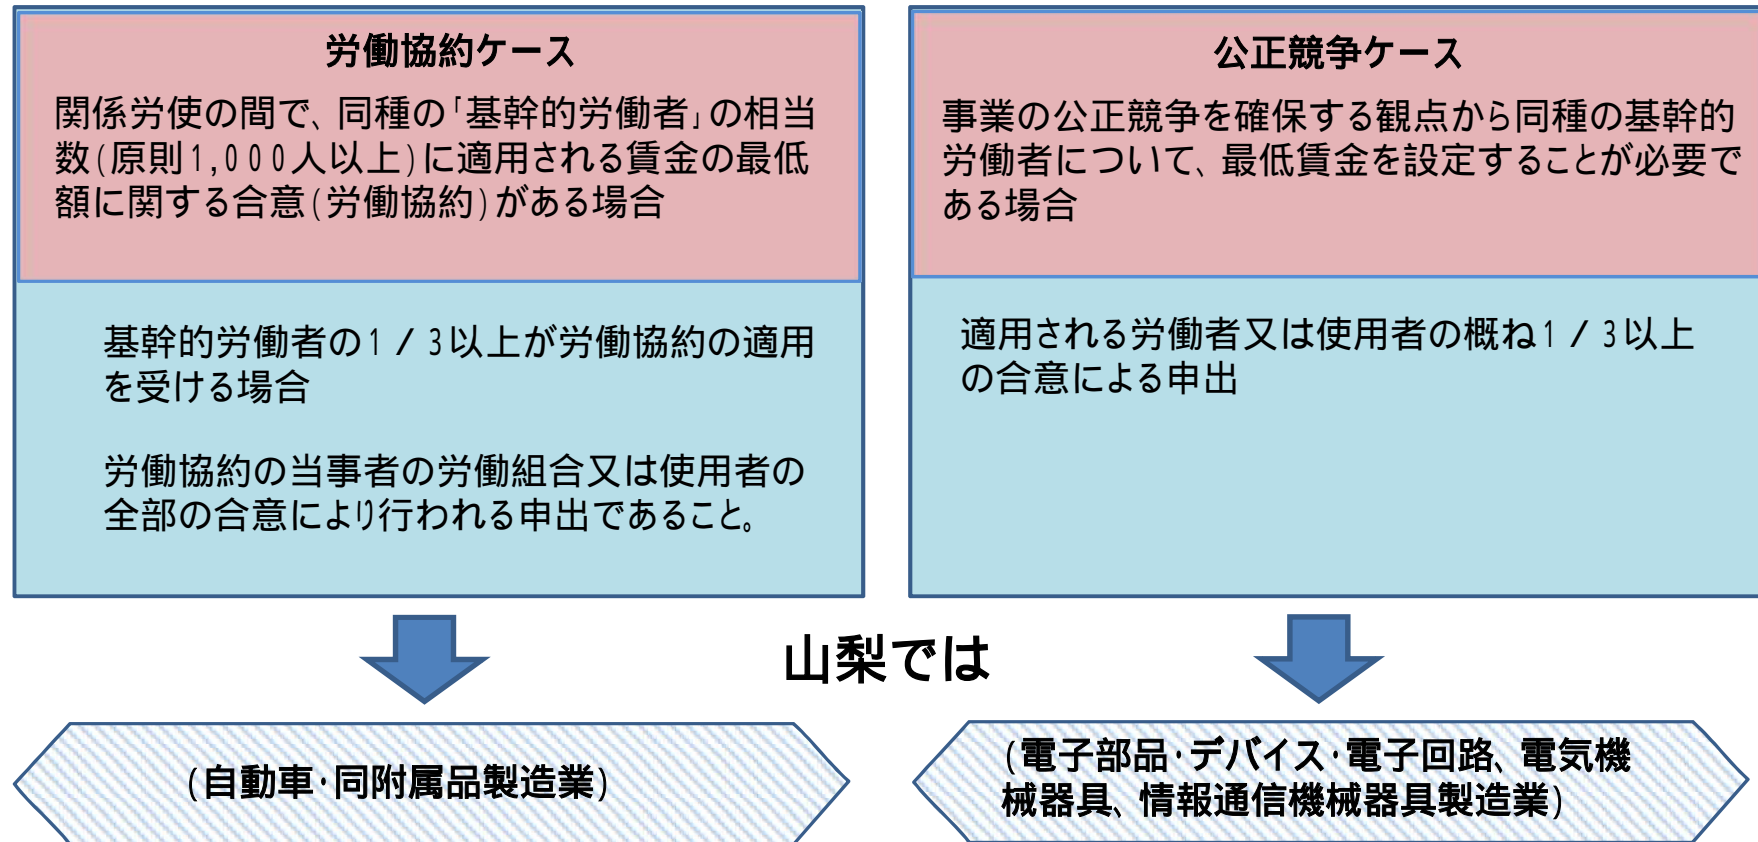 労働協約ケース
関係労使の間で、同種の「基幹的労働者」の相当
数(原則1,000人以上)に適用される賃金の最低
額に関する合意(労働協約)がある場合
基幹的労働者の1/3以上が労働協約の適用
を受ける場合
労働協約の当事者の労働組合又は使用者の
全部の合意により行われる申出であること。
公正競争ケース
事業の公正競争を確保する観点から同種の基幹的
労働者について、最低賃金を設定することが必要で
ある場合
適用される労働者又は使用者の概ね1/3以上
の合意による申出
山梨では
(自動車・同附属品製造業)
(電子部品・デバイス・電子回路、電気機
械器具、情報通信機械器具製造業)